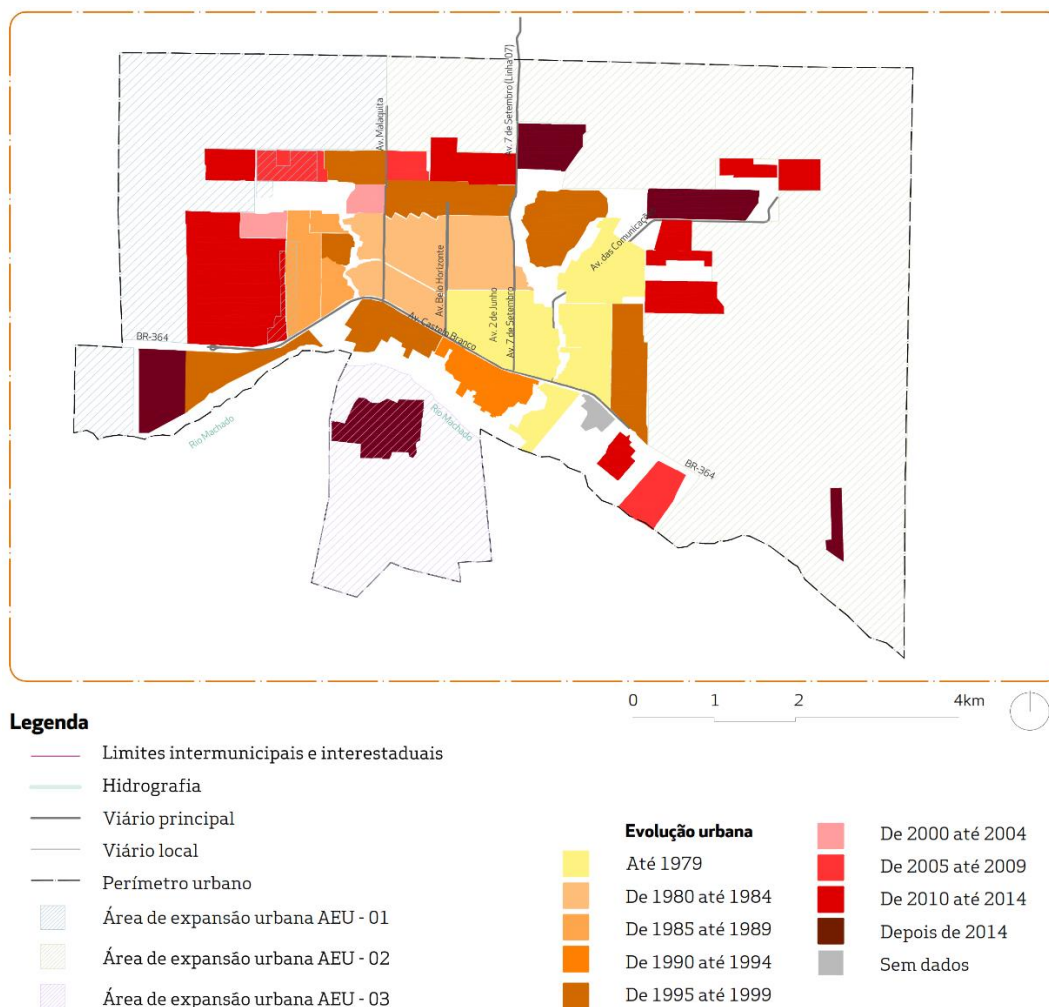 Av. 7 de Setembro (Linha 07)
Av. Malaquita
Av. das Comunicaça
Av. Belo Horizonte
Av. 2 de Junho
Av. 7 de Setembro
Av. Castelo Branco
BR-364
Rio Machado
Rio Machado
BR-364
0 1 2 4km
Legenda
Limites intermunicipais e interestaduais
Hidrografia
Viário principal
Viário local
Perímetro urbano
Área de expansão urbana AEU - 01
Área de expansão urbana AEU - 02
Área de expansão urbana AEU - 03
Evolução urbana
Até 1979
De 1980 até 1984
De 1985 até 1989
De 1990 até 1994
De 1995 até 1999
De 2000 até 2004
De 2005 até 2009
De 2010 até 2014
Depois de 2014
Sem dados